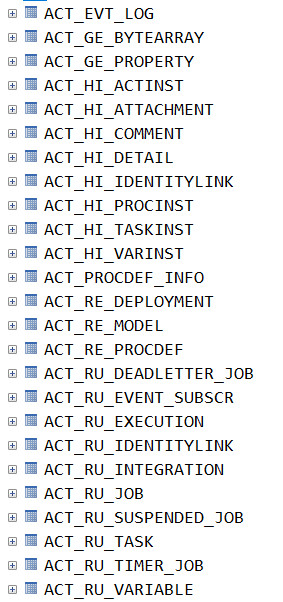 ACT_EVT_LOG
ACT_GE_BYTEARRAY
ACT_GE_PROPERTY
ACT_HI_ACTINST
ACT_HI_ATTACHMENT
ACT_HI_COMMENT
ACT_HI_DETAIL
ACT_HI_IDENTITYLINK
ACT_HI_PROCINST
ACT_HI_TASKINST
ACT_HI_VARINST
ACT_PROCDEF_INFO
ACT_RE_DEPLOYMENT
ACT_RE_MODEL
ACT_RE_PROCDEF
ACT_RU_DEADLETTER_JOB
ACT_RU_EVENT_SUBSCR
ACT_RU_EXECUTION
ACT_RU_IDENTITYLINK
ACT_RU_INTEGRATION
ACT_RU_JOB
ACT_RU_SUSPENDED_JOB
ACT_RU_TASK
ACT_RU_TIMER_JOB
ACT_RU_VARIABLE